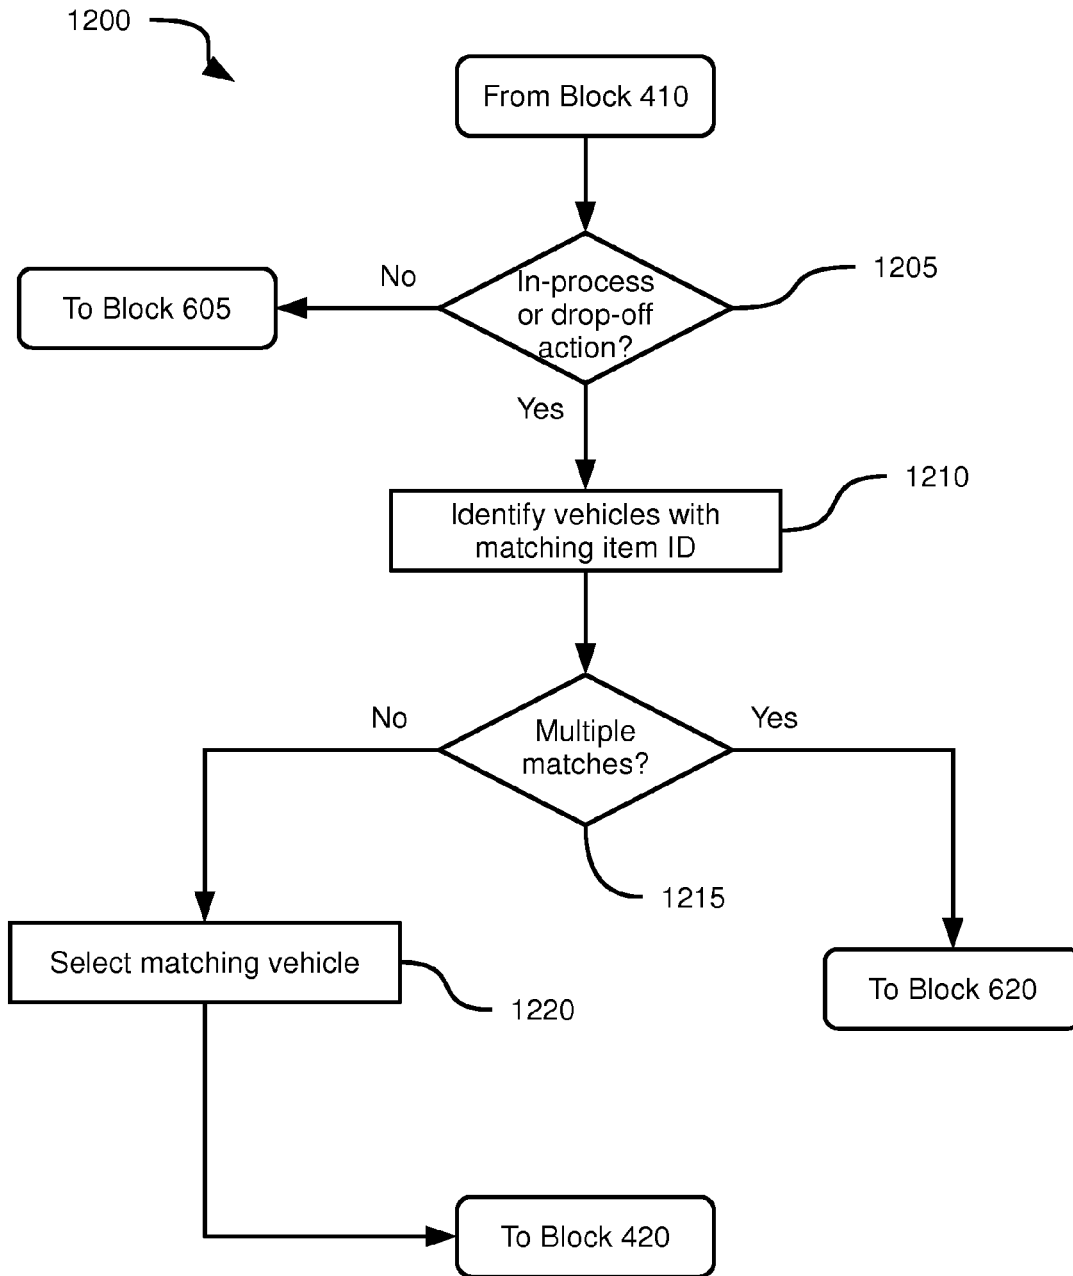 1200
From Block 410
No
In-process
or drop-off
action?
1205
To Block 605
Yes
Identify vehicles with
matching item ID
1210
No
Multiple
matches?
Yes
1215
Select matching vehicle
1220
To Block 620
To Block 420